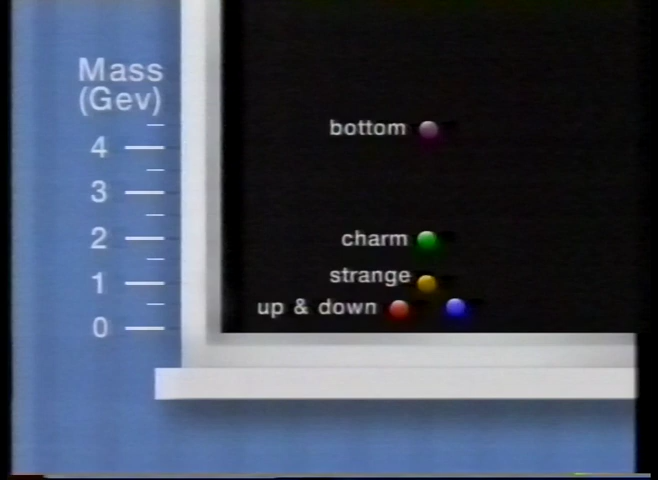 Mass
(Gev)
4
3
2
1
0
bottom
charm
strange
up & down